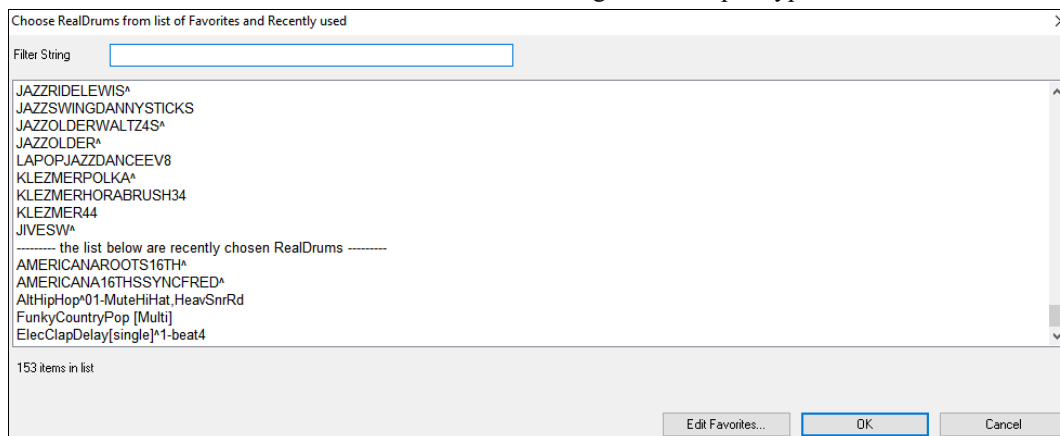 Choose RealDrums from list of Favorites and Recently used
Filter String
JAZZRIDELEWIS^
JAZZSWINGDANNYSTICKS
JAZZOLDERWALTZ4S^
JAZZOLDER^
LAPOPJAZZDANCEEV8
KLEZMERPOLKA^
KLEZMERHORABRUSH34
KLEZMER44
JIVESW^
--------- the list below are recently chosen RealDrums ---------
AMERICANAROOTS16TH^
AMERICANA16THSSYNCFRED^
AltHipHop^01-MuteHiHat,HeavSnrRd
FunkyCountryPop [Multi]
ElecClapDelay[single]^1-beat4
153 items in list
Edit Favorites... OK Cancel